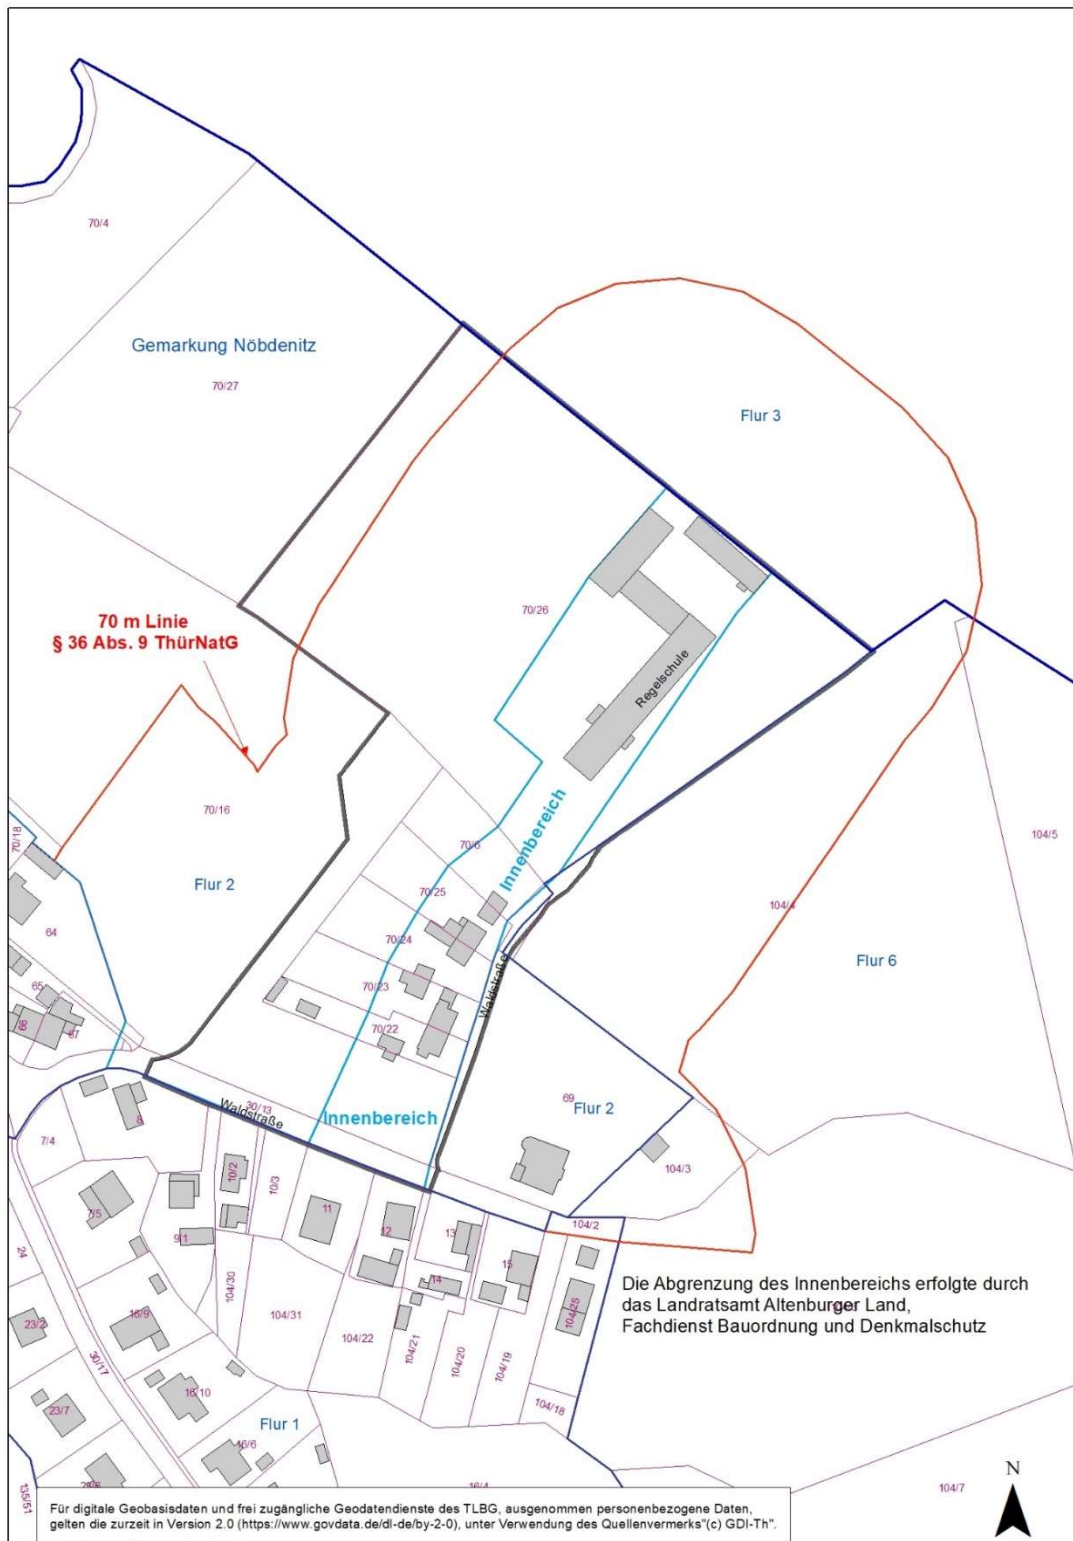 70/4
Gemarkung Nöbdenitz
70/27
Flur 3
70/26
70 m Linie
§ 36 Abs. 9 ThürNatG
Regelschule
70/16
70/18
Flur 2
64
65
66
67
70/6
70/25
70/24
70/23
70/22
Innenbereich
Waldstraße
104/5
104/4
Flur 6
69
Flur 2
104/3
104/2
30/13
Waldstraße
Innenbereich
7/4
8
10/2
10/3
11
12
13
14
15
7/5
9/1
24
104/30
104/31
104/22
104/21
104/20
104/19
104/25
104/18
Die Abgrenzung des Innenbereichs erfolgte durch
das Landratsamt Altenburger Land,
Fachdienst Bauordnung und Denkmalschutz
23/2
16/9
30/17
16/10
23/7
Flur 1
16/6
135/51
16/4
104/7
N
Für digitale Geobasisdaten und frei zugängliche Geodatendienste des TLBG, ausgenommen personenbezogene Daten,
gelten die zurzeit in Version 2.0 (https://www.govdata.de/dl-de/by-2-0), unter Verwendung des Quellenvermerks"(c) GDI-Th".